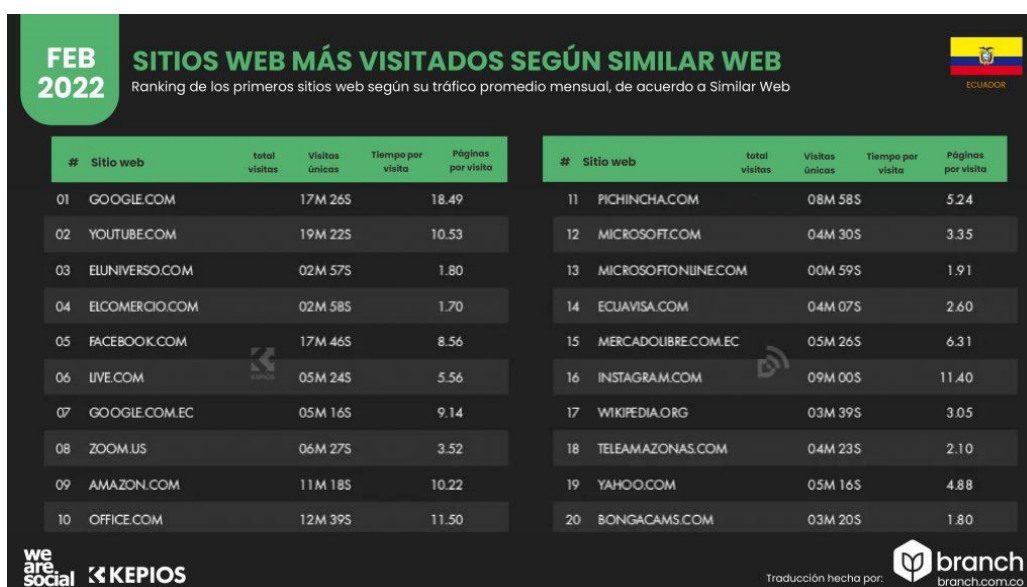 FEB
2022
SITIOS WEB MÁS VISITADOS SEGÚN SIMILAR WEB
Ranking de los primeros sitios web según su tráfico promedio mensual, de acuerdo a Similar Web
ECUADOR
# Sitio web total visitas Visitas únicas Tiempo por visita Páginas por visita
01 GOOGLE.COM 17M 26S 18.49
02 YOUTUBE.COM 19M 22S 10.53
03 ELUNIVERSO.COM 02M 57S 1.80
04 ELCOMERCIO.COM 02M 58S 1.70
05 FACEBOOK.COM 17M 46S 8.56
06 LIVE.COM 05M 24S 5.56
07 GOOGLE.COM.EC 05M 16S 9.14
08 ZOOM.US 06M 27S 3.52
09 AMAZON.COM 11M 18S 10.22
10 OFFICE.COM 12M 39S 11.50
KEPIOS
# Sitio web total visitas Visitas únicas Tiempo por visita Páginas por visita
11 PICHINCHA.COM 08M 58S 5.24
12 MICROSOFT.COM 04M 30S 3.35
13 MICROSOFTONLINE.COM 00M 59S 1.91
14 ECUAVISA.COM 04M 07S 2.60
15 MERCADOLIBRE.COM.EC 05M 26S 6.31
16 INSTAGRAM.COM 09M 00S 11.40
17 WIKIPEDIA.ORG 03M 39S 3.05
18 TELEAMAZONAS.COM 04M 23S 2.10
19 YAHOO.COM 05M 16S 4.88
20 BONGACAMS.COM 03M 20S 1.80
we
are
social
KEPIOS
Traducción hecha por:
branch
branch.com.co